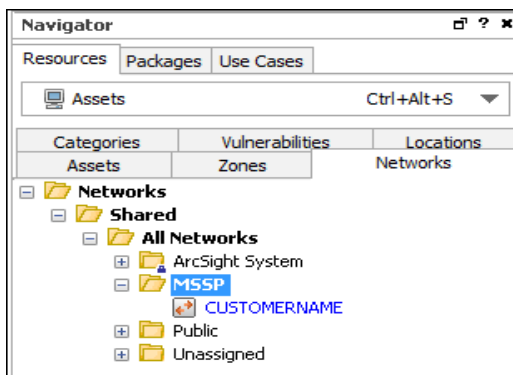 Navigator
Resources Packages Use Cases
Assets Ctrl+Alt+S
Categories Vulnerabilities Locations
Assets Zones Networks
Networks
Shared
All Networks
ArcSight System
MSSP
CUSTOMERNAME
Public
Unassigned